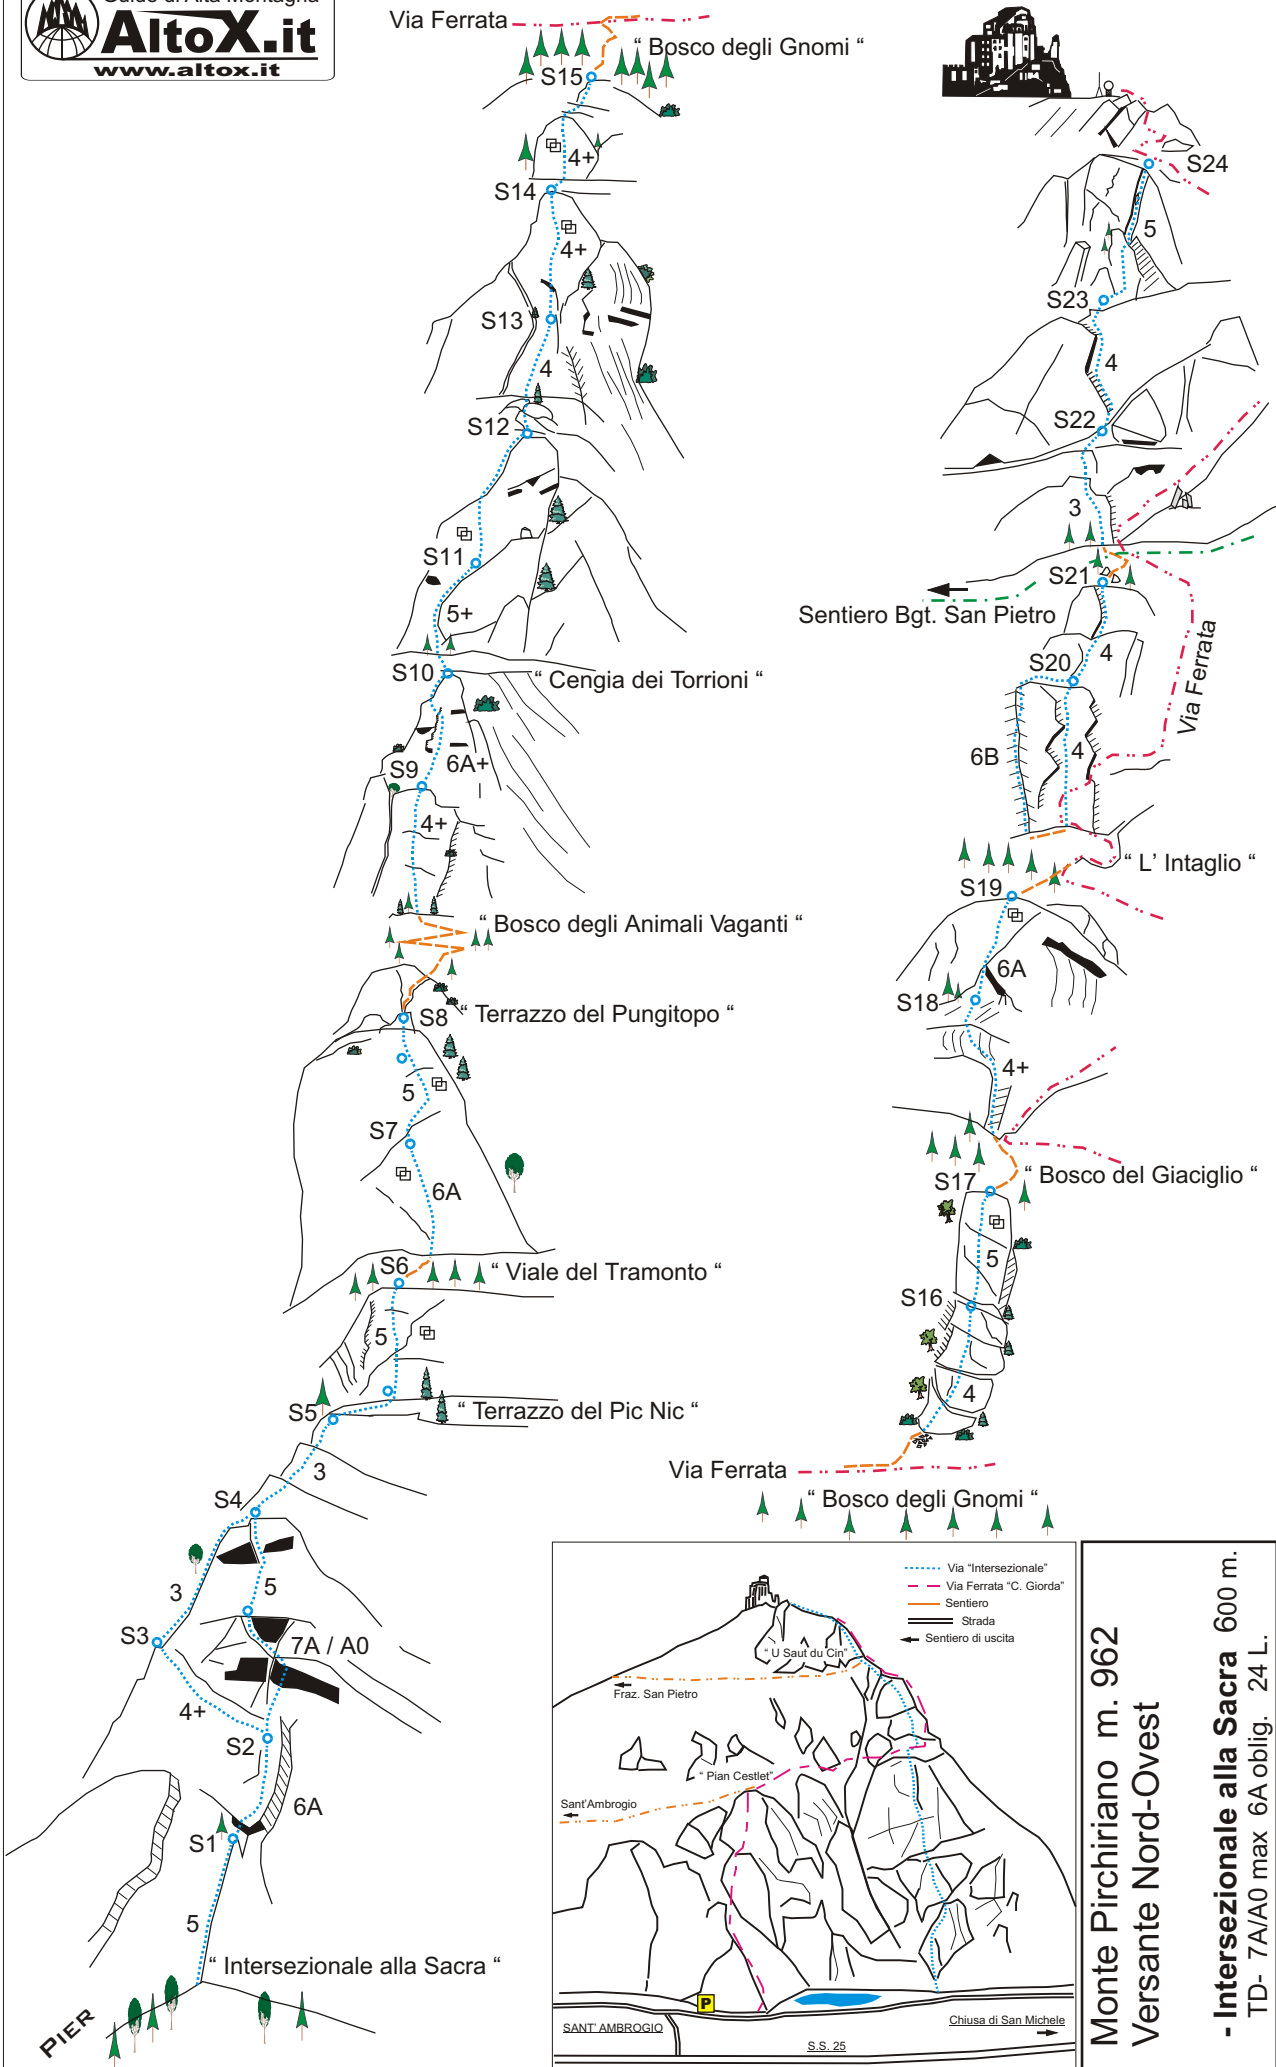 Guide di Alta Montagna
AltoX.it
www.altox.it
Via Ferrata
“ Bosco degli Gnomi “
S15
4+
S14
4+
S13
4
S12
S11
5+
S10
“ Cengia dei Torrioni “
6A+
S9
4+
“ Bosco degli Animali Vaganti “
S8
“ Terrazzo del Pungitopo “
5
S7
6A
S6
“ Viale del Tramonto “
5
S5
“ Terrazzo del Pic Nic “
3
S4
3
5
S3
7A / A0
4+
S2
6A
S1
5
“ Intersezionale alla Sacra “
PIER
S24
5
S23
4
S22
3
S21
Sentiero Bgt. San Pietro
4
S20
Via Ferrata
6B
4
“ L’ Intaglio “
S19
6A
S18
4+
“ Bosco del Giaciglio “
S17
5
S16
4
Via Ferrata
“ Bosco degli Gnomi “
Via “Intersezionale”
Via Ferrata “C. Giorda”
Sentiero
Strada
Sentiero di uscita
“ U Saut du Cin”
Fraz. San Pietro
“ Pian Cestlet”
Sant’Ambrogio
P
SANT’ AMBROGIO
Chiusa di San Michele
S.S. 25
Monte Pirchiriano m. 962
Versante Nord-Ovest
- Intersezionale alla Sacra 600 m.
TD- 7A/A0 max 6A oblig. 24 L.